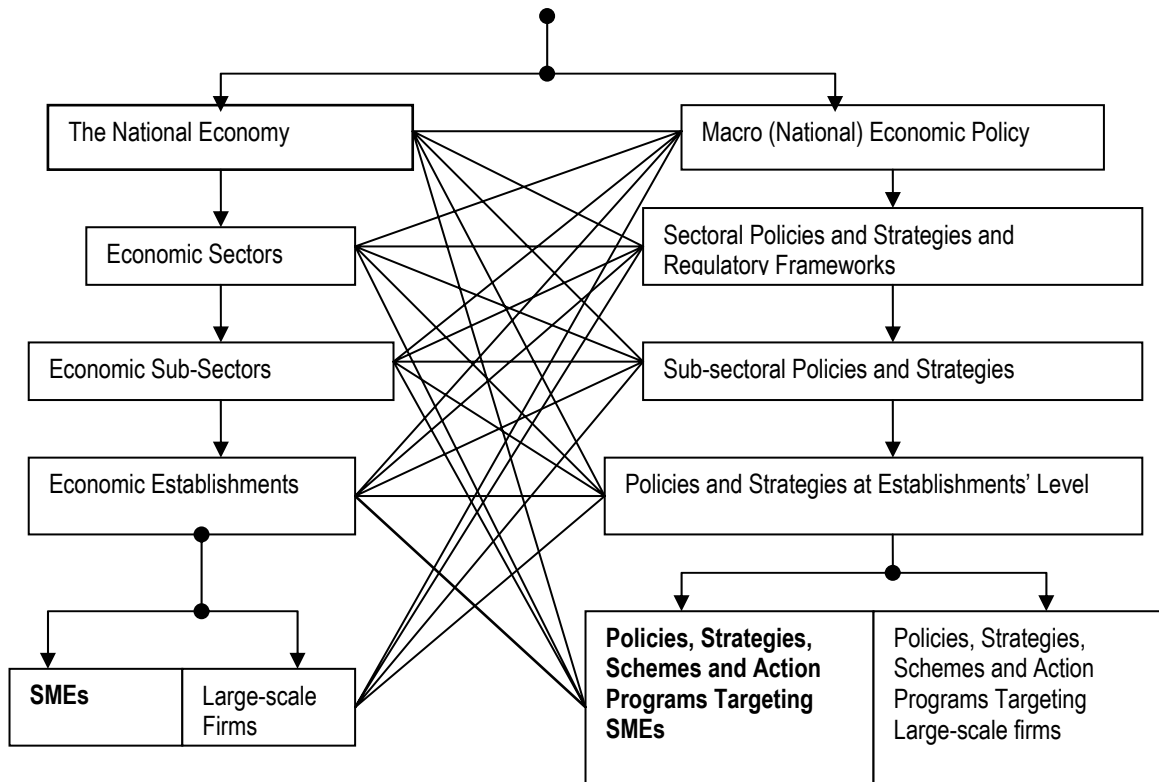 The National Economy
Macro (National) Economic Policy
Economic Sectors
Sectoral Policies and Strategies and
Regulatory Frameworks
Economic Sub-Sectors
Sub-sectoral Policies and Strategies
Economic Establishments
Policies and Strategies at Establishments’ Level
SMEs
Large-scale
Firms
Policies, Strategies,
Schemes and Action
Programs Targeting
SMEs
Policies, Strategies,
Schemes and Action
Programs Targeting
Large-scale firms